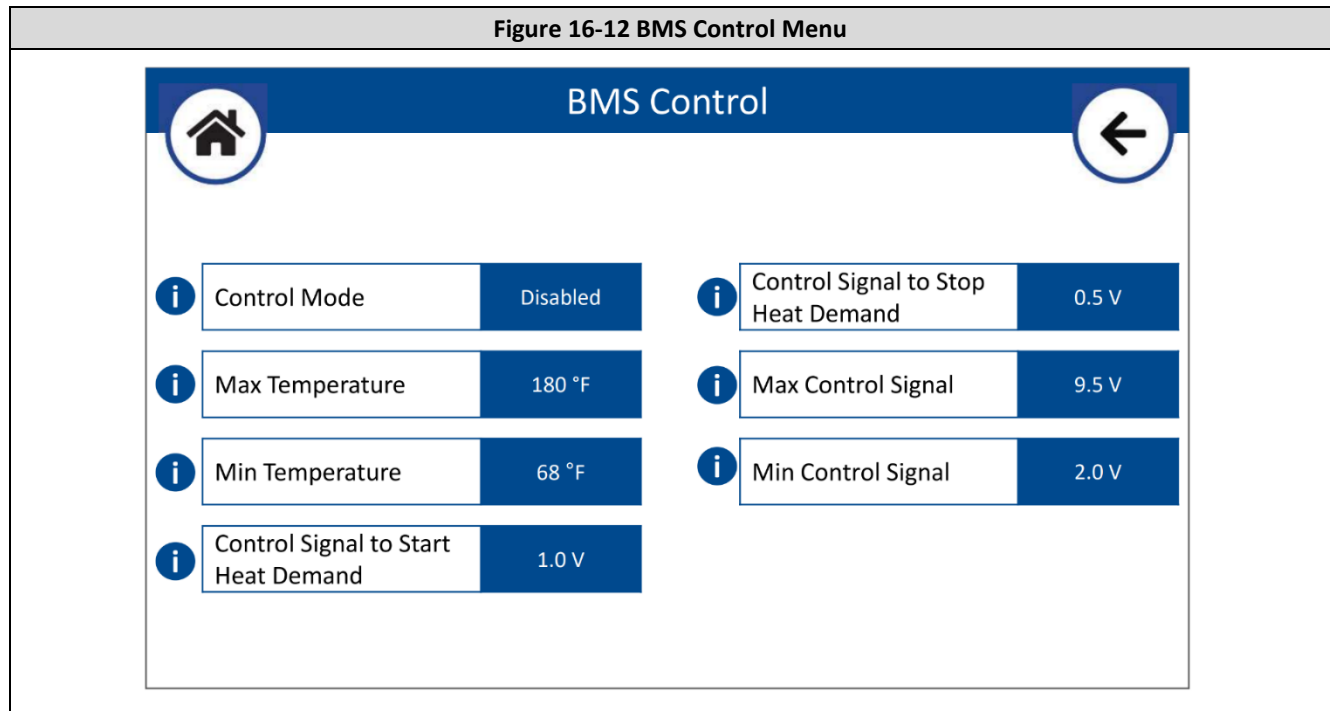 Figure 16-12 BMS Control Menu
BMS Control
i Control Mode Disabled
i Max Temperature 180 °F
i Min Temperature 68 °F
i Control Signal to Start
Heat Demand 1.0 V
i Control Signal to Stop
Heat Demand 0.5 V
i Max Control Signal 9.5 V
i Min Control Signal 2.0 V